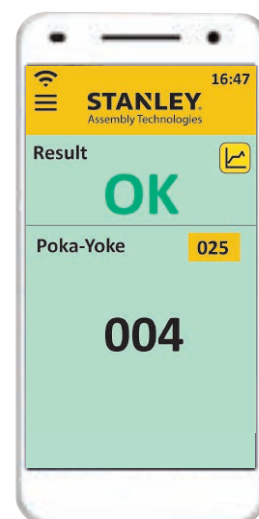 16:47
STANLEY.
Assembly Technologies
Result
OK
Poka-Yoke 025
004